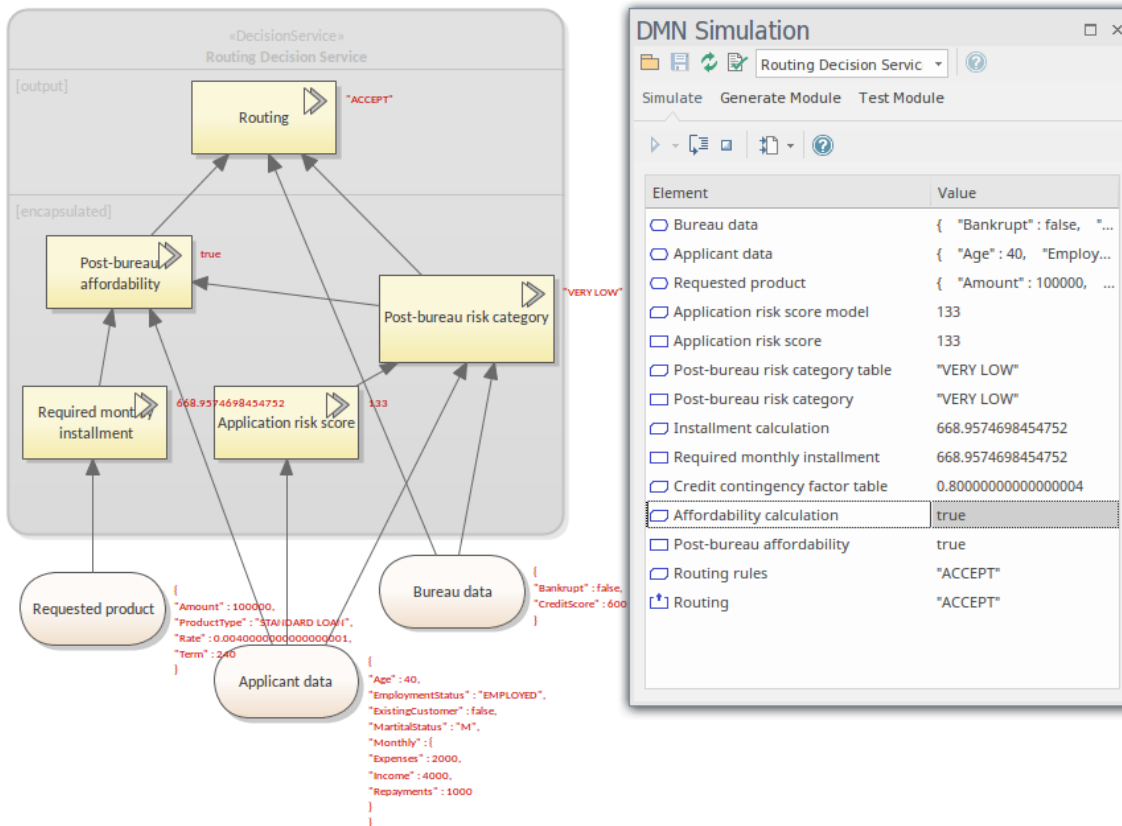 «DecisionService»
Routing Decision Service
[output]
Routing
"ACCEPT"
[encapsulated]
Post-bureau
affordability
true
Post-bureau risk category
"VERY LOW"
Required monthly
installment
668.9574698454752
Application risk score
133
Requested product
{
"Amount" : 100000,
"ProductType" : "STANDARD LOAN",
"Rate" : 0.0040000000000000001,
"Term" : 240
}
Applicant data
{
"Age" : 40,
"EmploymentStatus" : "EMPLOYED",
"ExistingCustomer" : false,
"MartitalStatus" : "M",
"Monthly" : {
"Expenses" : 2000,
"Income" : 4000,
"Repayments" : 1000
}
}
Bureau data
{
"Bankrupt" : false,
"CreditScore" : 600
}
DMN Simulation
Routing Decision Servic
Simulate Generate Module Test Module
Element Value
Bureau data { "Bankrupt" : false, "...
Applicant data { "Age" : 40, "Employ...
Requested product { "Amount" : 100000, ...
Application risk score model 133
Application risk score 133
Post-bureau risk category table "VERY LOW"
Post-bureau risk category "VERY LOW"
Installment calculation 668.9574698454752
Required monthly installment 668.9574698454752
Credit contingency factor table 0.80000000000000004
Affordability calculation true
Post-bureau affordability true
Routing rules "ACCEPT"
Routing "ACCEPT"